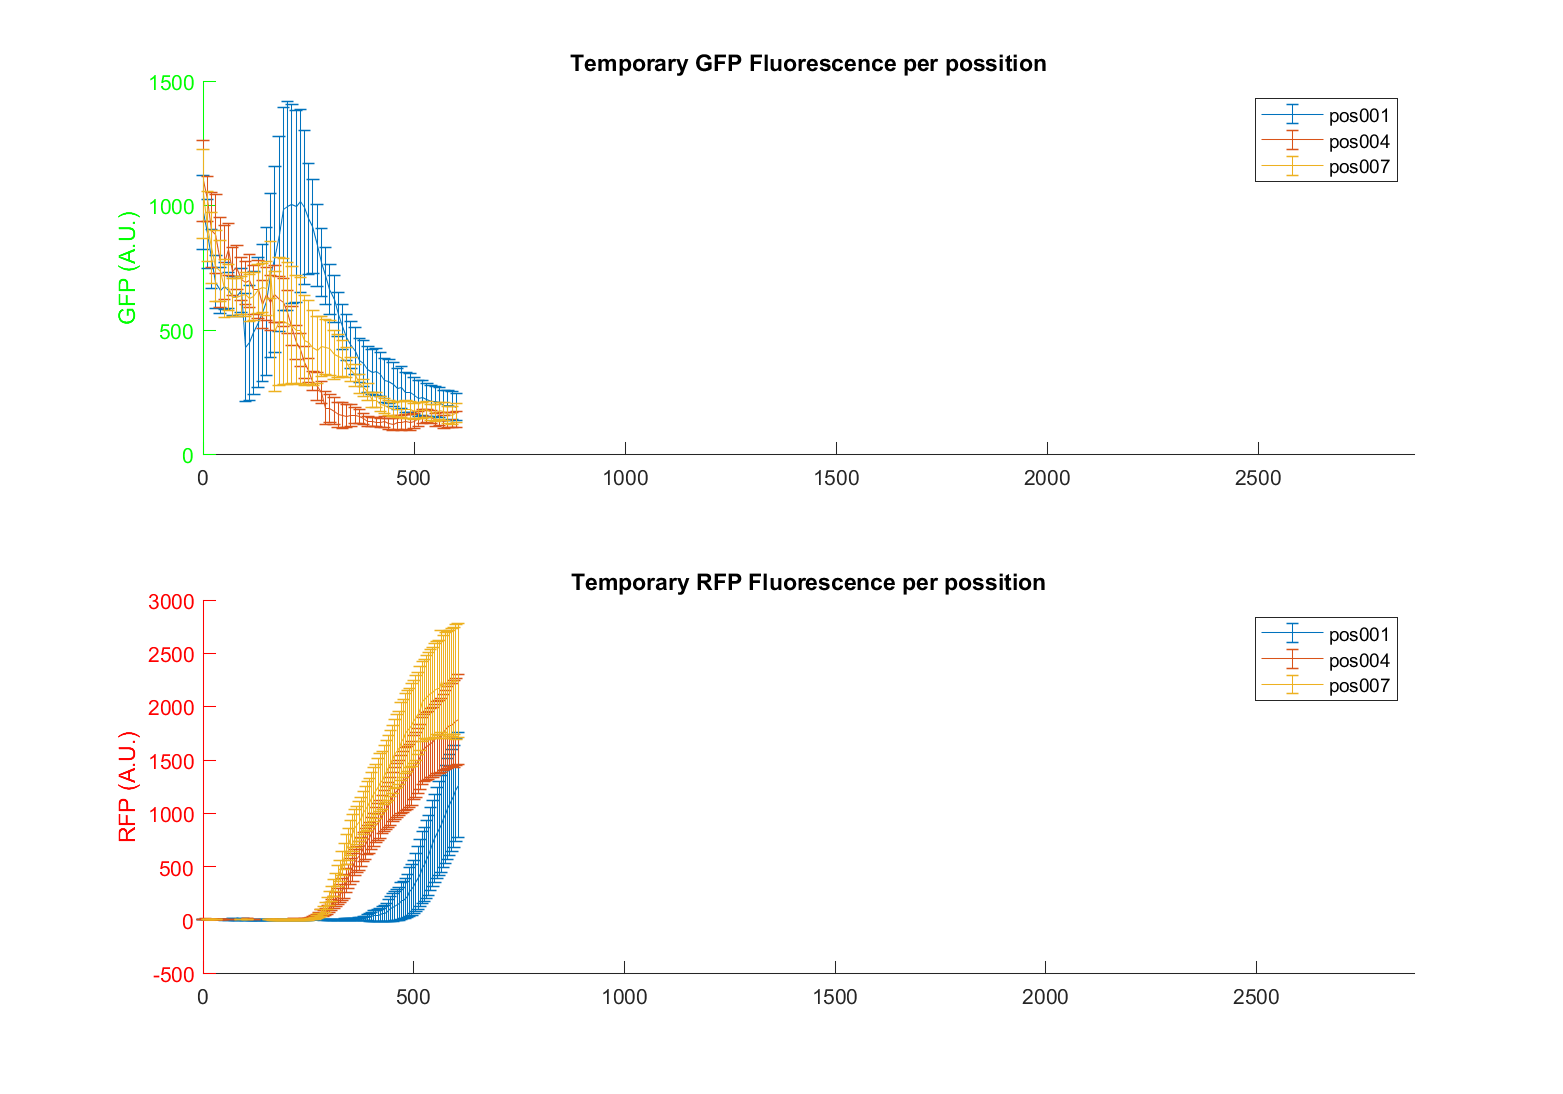 Temporary GFP Fluorescence per possition
1500
1000
500
0
GFP (A.U.)
pos001
pos004
pos007
0 500 1000 1500 2000 2500
Temporary RFP Fluorescence per possition
3000
2500
2000
1500
1000
500
0
-500
RFP (A.U.)
pos001
pos004
pos007
0 500 1000 1500 2000 2500